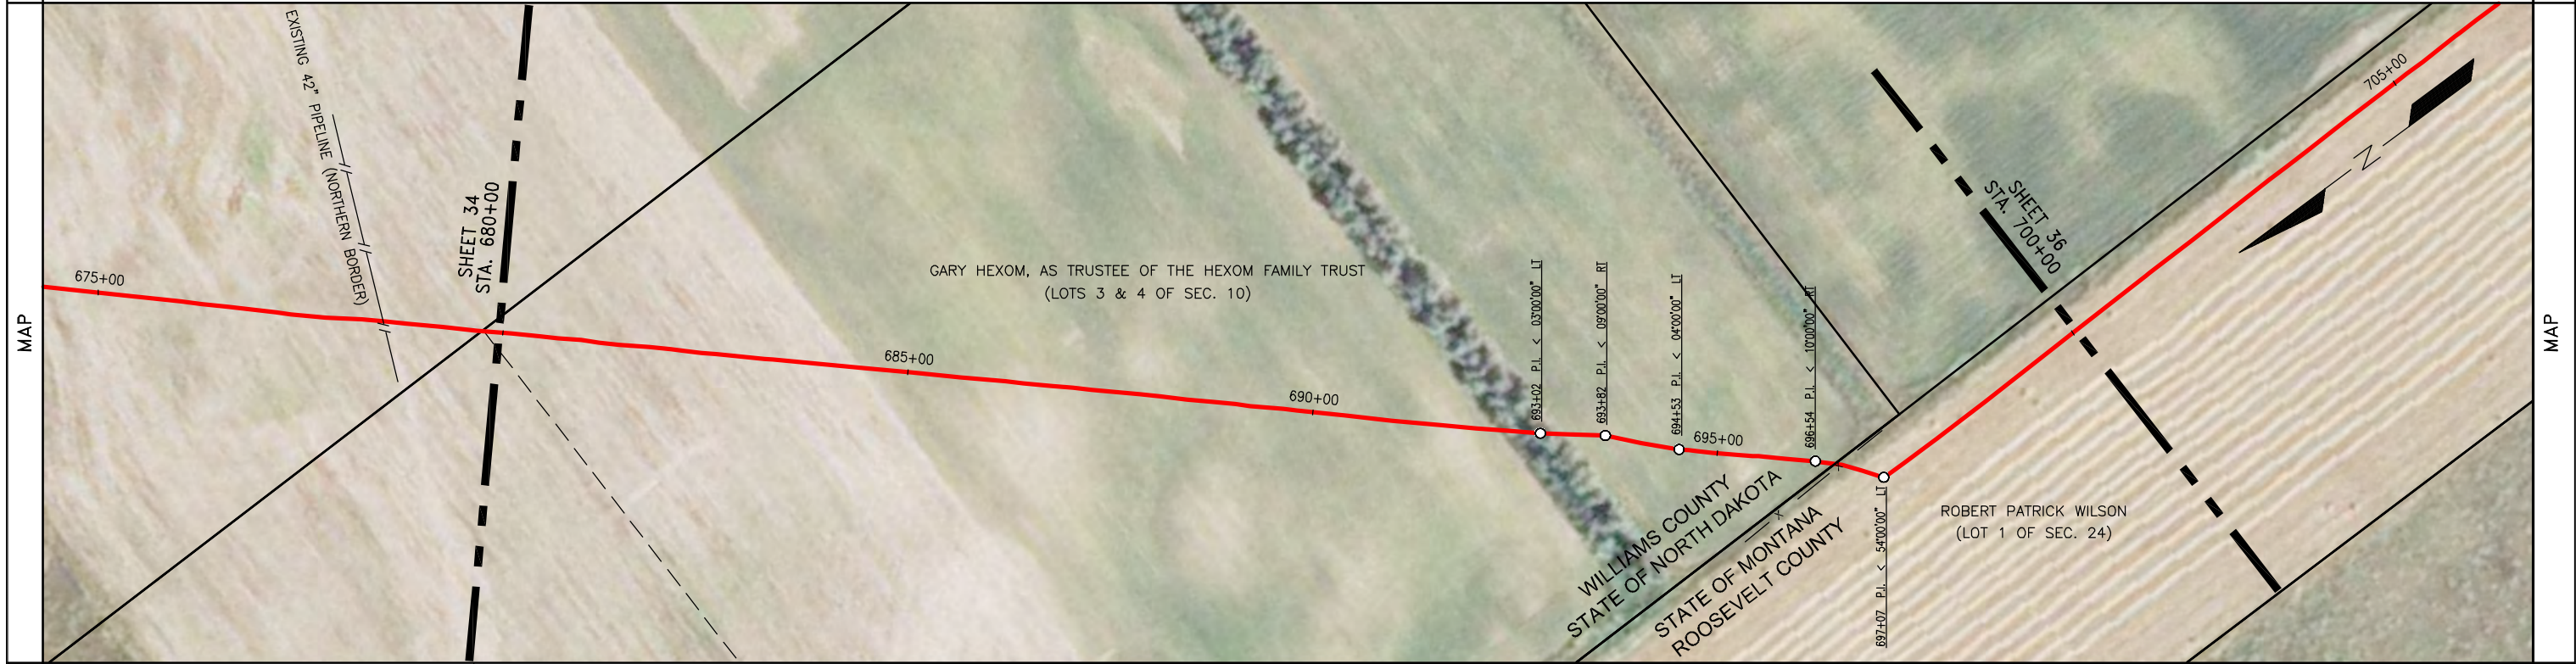 MAP
EXISTING 42" PIPELINE (NORTHERN BORDER)
675+00
SHEET 34
STA. 680+00
685+00
GARY HEXOM, AS TRUSTEE OF THE HEXOM FAMILY TRUST
(LOTS 3 & 4 OF SEC. 10)
690+00
693+02 P.I. < 03°00'00" LT
693+82 P.I. < 09°00'00" RT
694+53 P.I. < 04°00'00" LT
695+00
696+54 P.I. < 10°00'00" RT
697+07 P.I. < 54°00'00" LT
WILLIAMS COUNTY
STATE OF NORTH DAKOTA
STATE OF MONTANA
ROOSEVELT COUNTY
ROBERT PATRICK WILSON
(LOT 1 OF SEC. 24)
SHEET 36
STA. 700+00
705+00
N
MAP